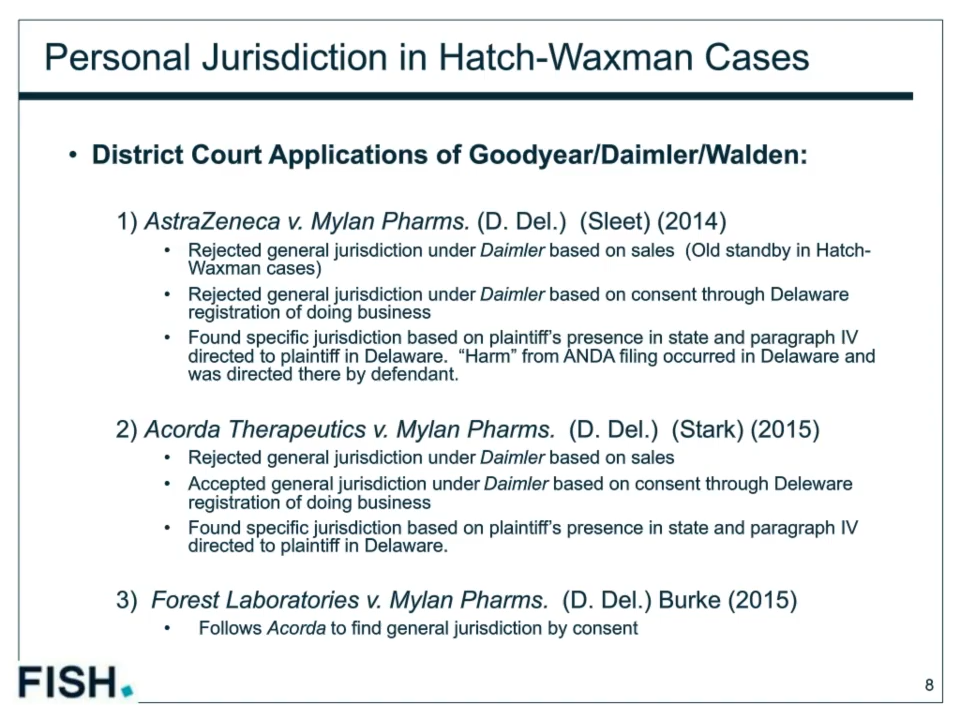 Personal Jurisdiction in Hatch-Waxman Cases
• District Court Applications of Goodyear/Daimler/Walden:
1) AstraZeneca v. Mylan Pharms. (D. Del.) (Sleet) (2014)
• Rejected general jurisdiction under Daimler based on sales (Old standby in Hatch-
Waxman cases)
• Rejected general jurisdiction under Daimler based on consent through Delaware
registration of doing business
• Found specific jurisdiction based on plaintiff's presence in state and paragraph IV
directed to plaintiff in Delaware. “Harm” from ANDA filing occurred in Delaware and
was directed there by defendant.
2) Acorda Therapeutics v. Mylan Pharms. (D. Del.) (Stark) (2015)
• Rejected general jurisdiction under Daimler based on sales
• Accepted general jurisdiction under Daimler based on consent through Deleware
registration of doing business
• Found specific jurisdiction based on plaintiff's presence in state and paragraph IV
directed to plaintiff in Delaware.
3) Forest Laboratories v. Mylan Pharms. (D. Del.) Burke (2015)
• Follows Acorda to find general jurisdiction by consent
FISH.
8